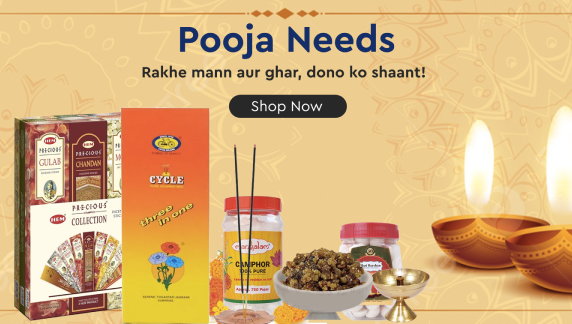 Pooja Needs
Rakhe mann aur ghar, dono ko shaant!
Shop Now
HEM
PRECIOUS
GULAB
HEM
PRECIOUS
CHANDAN
HEM
PRECIOUS
COLLECTION
CYCLE
three
in one
mangalam
CAMPHOR
100% PURE